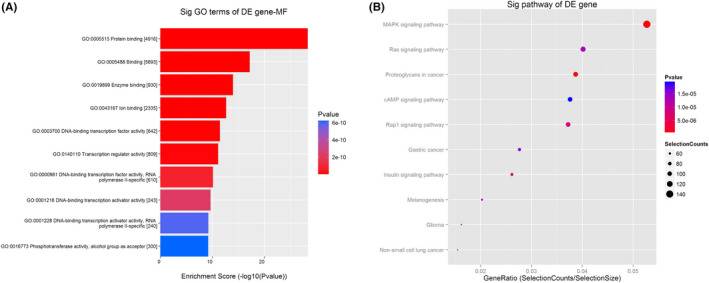 (A)
Sig GO terms of DE gene-MF
GO:0005515 Protein binding [4916]
GO:0005488 Binding [5693]
GO:0019899 Enzyme binding [930]
GO:0043167 Ion binding [2335]
GO:0003700 DNA-binding transcription factor activity [642]
GO:0140110 Transcription regulator activity [809]
GO:0000981 DNA-binding transcription factor activity, RNA
polymerase II-specific [610]
GO:0001216 DNA-binding transcription activator activity [243]
GO:0001228 DNA-binding transcription activator activity, RNA
polymerase II-specific [240]
GO:0016773 Phosphotransferase activity, alcohol group as acceptor [300]
0
10
20
Enrichment Score (-log10(Pvalue))
Pvalue
6e-10
4e-10
2e-10
(B)
Sig pathway of DE gene
MAPK signaling pathway
Ras signaling pathway
Proteoglycans in cancer
cAMP signaling pathway
Rap1 signaling pathway
Gastric cancer
Insulin signaling pathway
Melanogenesis
Glioma
Non-small cell lung cancer
0.02
0.03
0.04
0.05
GeneRatio (SelectionCounts/SelectionSize)
Pvalue
1.5e-05
1.0e-05
5.0e-06
SelectionCounts
60
80
100
120
140